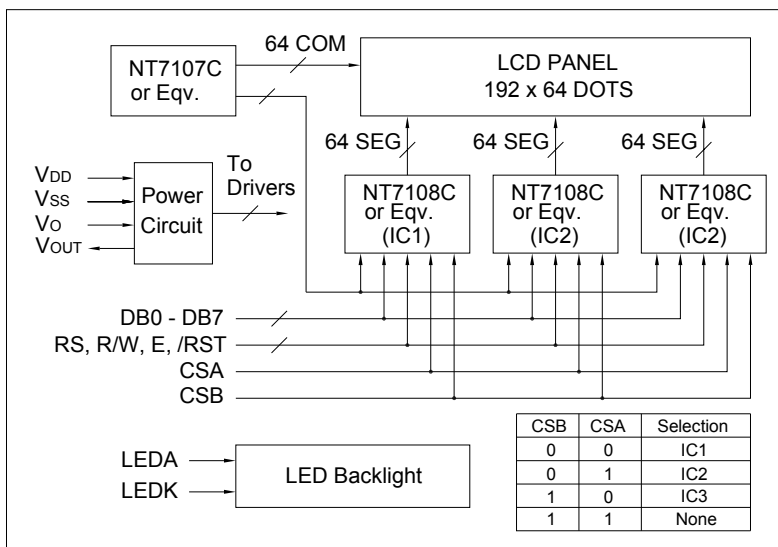 64 COM
NT7107C
or Eqv.
LCD PANEL
192 x 64 DOTS
64 SEG
64 SEG
64 SEG
VDD
VSS
VO
VOUT
Power
Circuit
To
Drivers
NT7108C
or Eqv.
(IC1)
NT7108C
or Eqv.
(IC2)
NT7108C
or Eqv.
(IC2)
DB0 - DB7
RS, R/W, E, /RST
CSA
CSB
LEDA
LEDK
LED Backlight
CSB CSA Selection
0 0 IC1
0 1 IC2
1 0 IC3
1 1 None